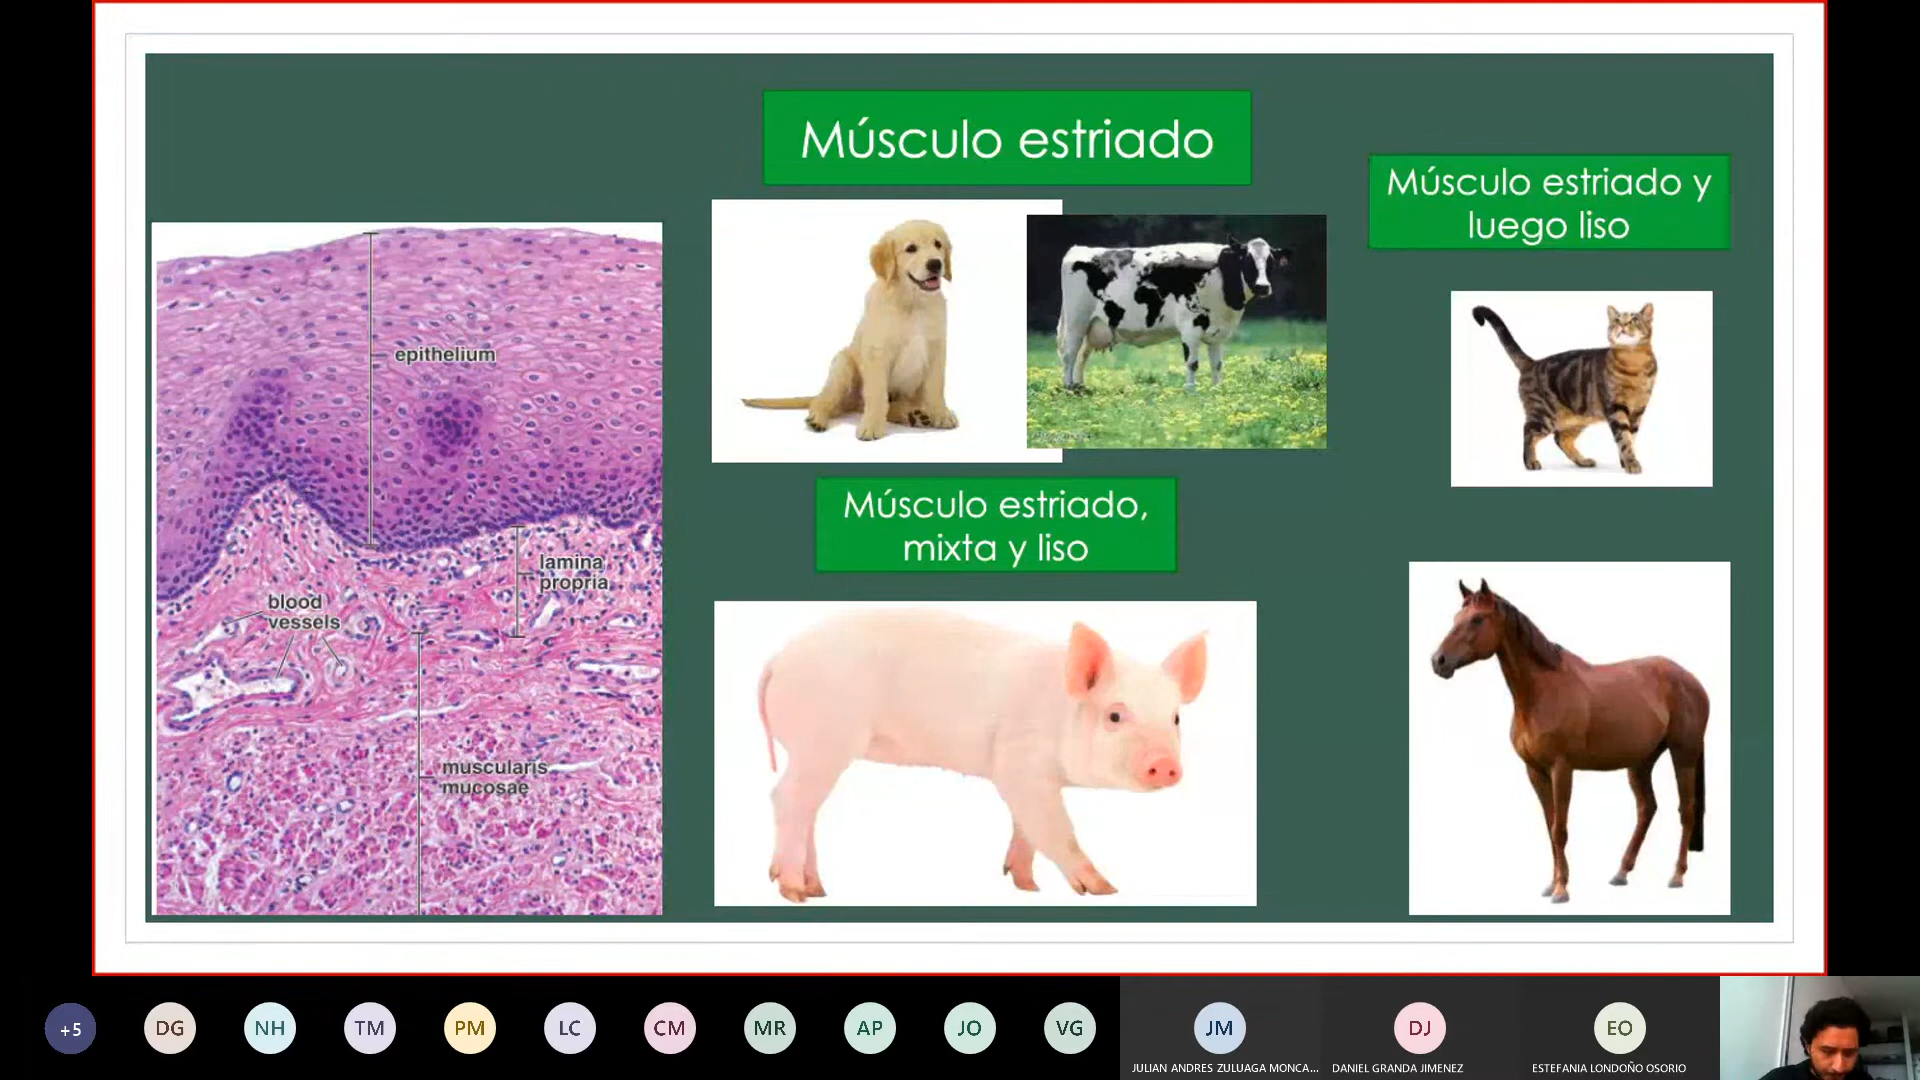 Músculo estriado
Músculo estriado y
luego liso
epithelium
Músculo estriado,
mixta y liso
lamina
propria
blood
vessels
muscularis
mucosae
+5
DG
NH
TM
PM
LC
CM
MR
AP
JO
VG
JM
DJ
EO
JULIAN ANDRES ZULUAGA MONCA...
DANIEL GRANDA JIMENEZ
ESTEFANIA LONDOÑO OSORIO